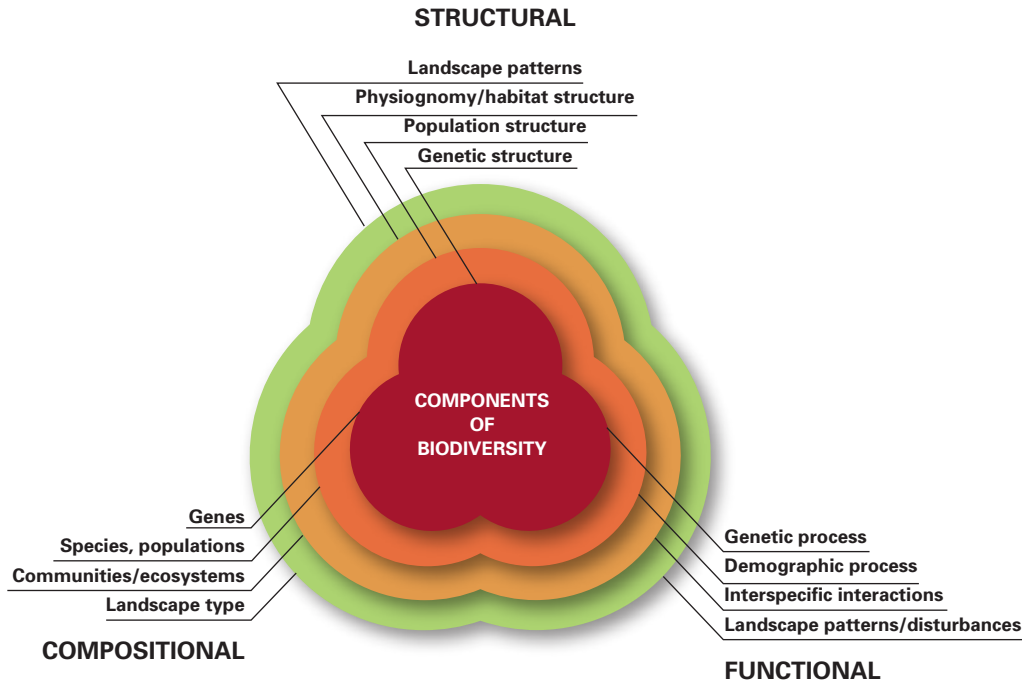 STRUCTURAL
Landscape patterns
Physiognomy/habitat structure
Population structure
Genetic structure
COMPONENTS
OF
BIODIVERSITY
Genes
Species, populations
Communities/ecosystems
Landscape type
COMPOSITIONAL
Genetic process
Demographic process
Interspecific interactions
Landscape patterns/disturbances
FUNCTIONAL